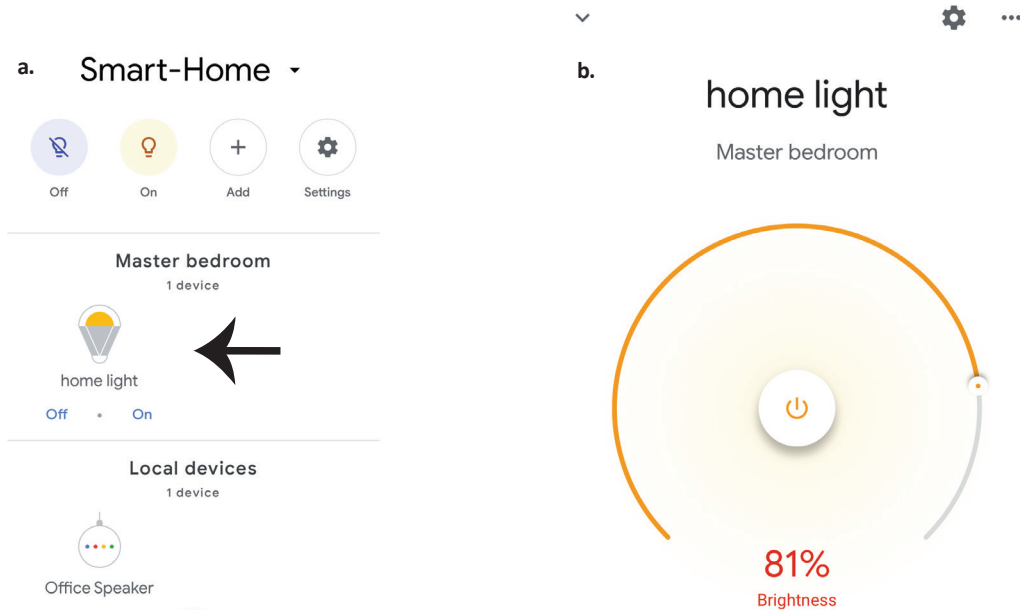 a.
Smart-Home
Off
On
Add
Settings
Master bedroom
1 device
home light
Off • On
Local devices
1 device
Office Speaker
b.
home light
Master bedroom
81%
Brightness